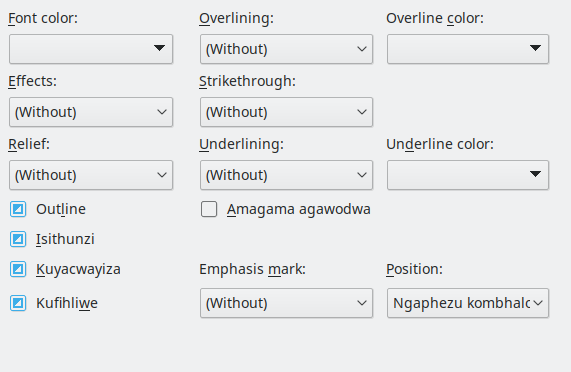 Font color: Overlining: Overline color:
(Without)
Effects: Strikethrough:
(Without) (Without)
Relief: Underlining: Underline color:
(Without) (Without)
Outline Amagama agawodwa
Isithunzi
Kuyacwayiza Emphasis mark: Position:
Kufihliwe (Without) Ngaphezu